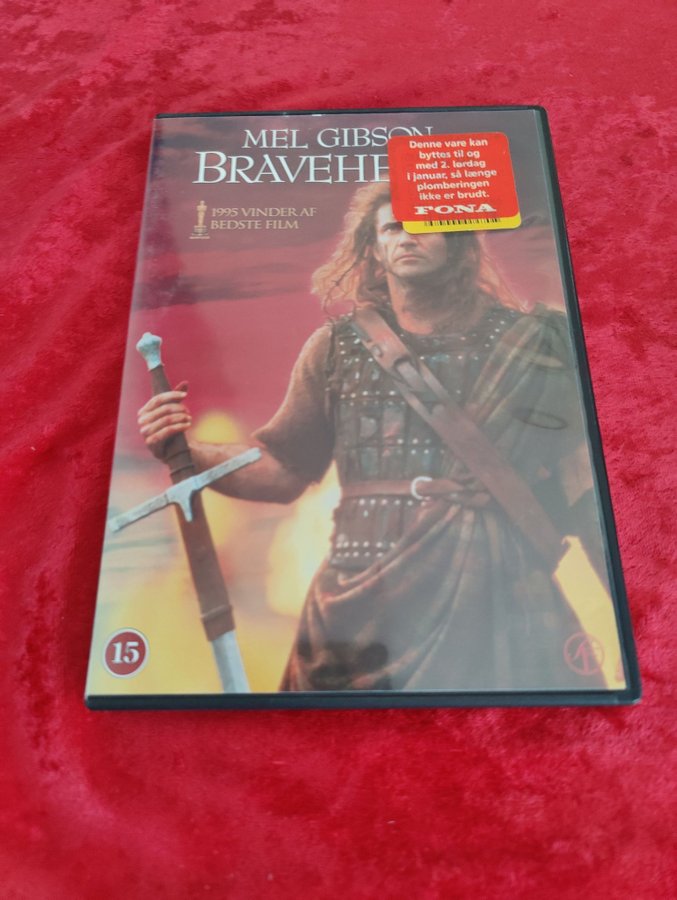 MEL GIBSON
BRAVEHE
1995 VINDER AF
BEDSTE FILM
Denne vare kan
byttes til og
med 2. lørdag
i januar, så længe
plomberingen
ikke er brudt.
FONA
15